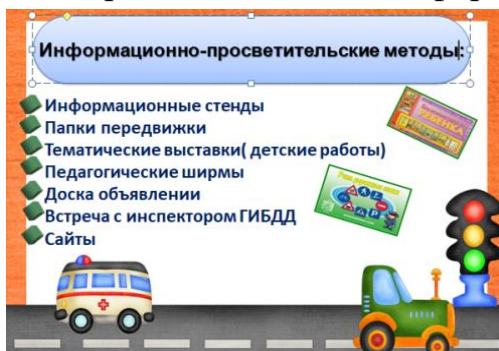 Информационно-просветительские методы:
Информационные стенды
Папки передвижки
Тематические выставки( детские работы)
Педагогические ширмы
Доска объявлении
Встреча с инспектором ГИБДД
Сайты
РЕБЕНКА